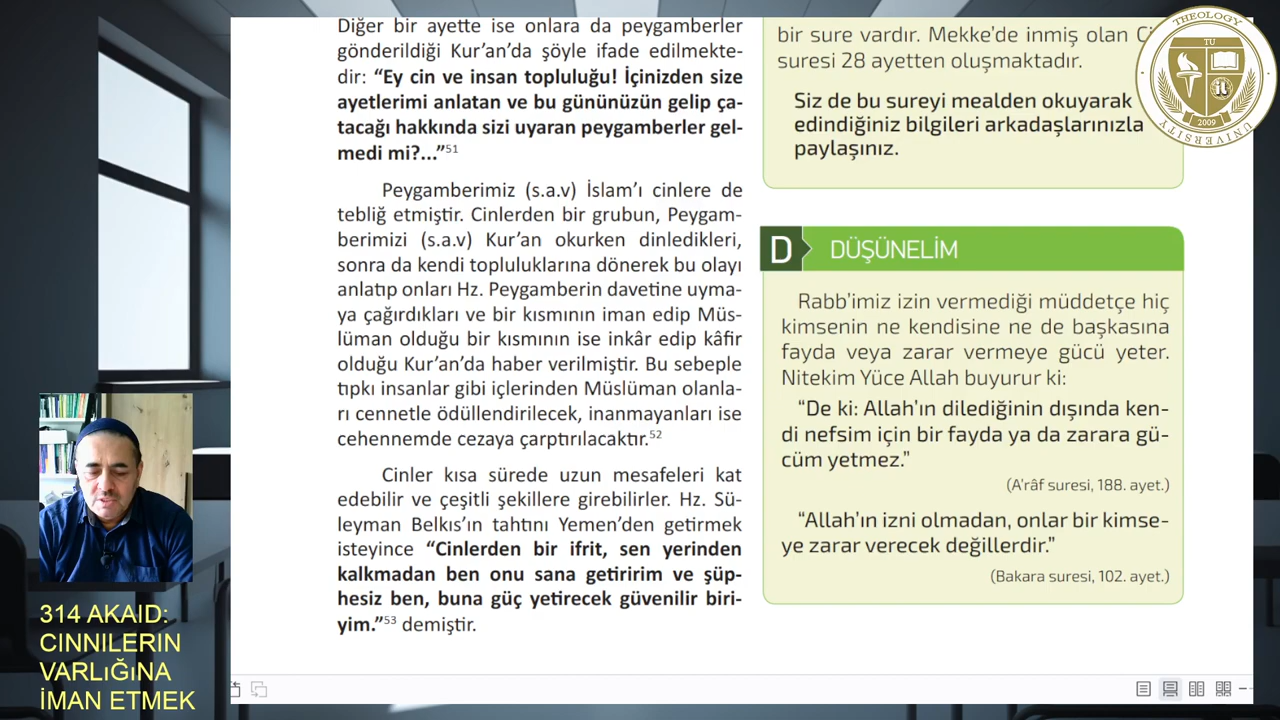 Diğer bir ayette ise onlara da peygamberler
gönderildiği Kur’an’da şöyle ifade edilmekte-
dir: “Ey cin ve insan topluluğu! İçinizden size
ayetlerimi anlatan ve bu gününüzün gelip ça-
tacağı hakkında sizi uyaran peygamberler gel-
medi mi?...”51
Peygamberimiz (s.a.v) İslam’ı cinlere de
tebliğ etmiştir. Cinlerden bir grubun, Peygam-
berimizi (s.a.v) Kur’an okurken dinledikleri,
sonra da kendi topluluklarına dönerek bu olayı
anlatıp onları Hz. Peygamberin davetine uyma-
ya çağırdıkları ve bir kısmının iman edip Müs-
lüman olduğu bir kısmının ise inkâr edip kâfir
olduğu Kur’an’da haber verilmiştir. Bu sebeple
tıpkı insanlar gibi içlerinden Müslüman olanla-
rı cennetle ödüllendirilecek, inanmayanları ise
cehennemde cezaya çarptırılacaktır.52
Cinler kısa sürede uzun mesafeleri kat
edebilir ve çeşitli şekillere girebilirler. Hz. Sü-
leyman Belkıs’ın tahtını Yemen’den getirmek
isteyince “Cinlerden bir ifrit, sen yerinden
kalkmadan ben onu sana getiririm ve şüp-
hesiz ben, buna güç yetirecek güvenilir biri-
yim.”53 demiştir.
bir sure vardır. Mekke’de inmiş olan
suresi 28 ayetten oluşmaktadır.
Siz de bu sureyi mealden okuyarak
edindiğiniz bilgileri arkadaşlarınızla
paylaşınız.
D DÜŞÜNELİM
Rabb’imiz izin vermediği müddetçe hiç
kimsenin ne kendisine ne de başkasına
fayda veya zarar vermeye gücü yeter.
Nitekim Yüce Allah buyurur ki:
“De ki: Allah’ın dilediğinin dışında ken-
di nefsim için bir fayda ya da zarara gü-
cüm yetmez.”
(A’râf suresi, 188. ayet.)
“Allah’ın izni olmadan, onlar bir kimse-
ye zarar verecek değillerdir.”
(Bakara suresi, 102. ayet.)
THEOLOGY
TU
2009
UNIVERSITY
UNIVERSITY
314 AKAID:
CINNILERIN
VARLıĞıNA
İMAN ETMEK